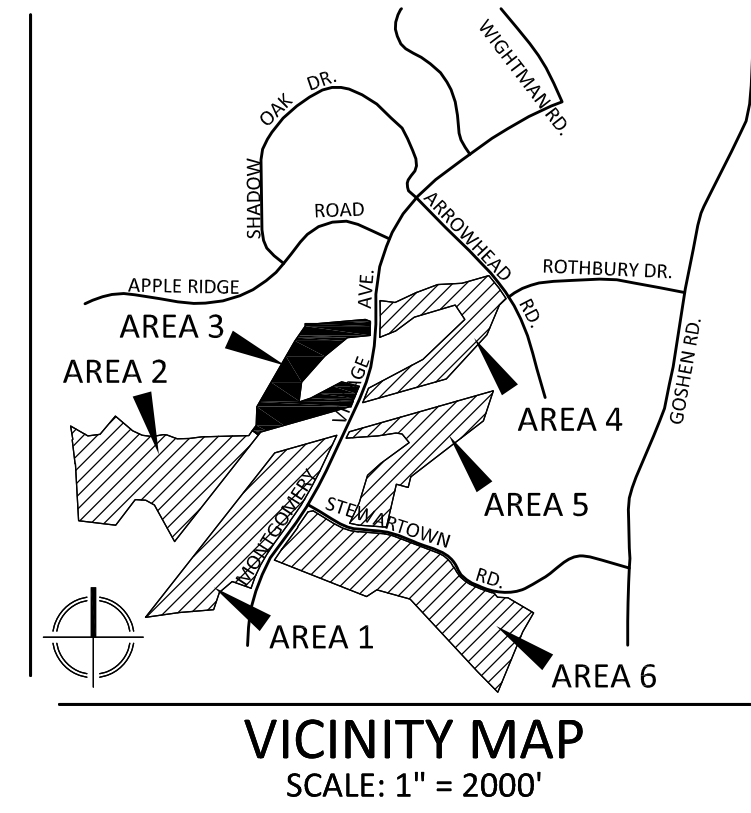 WIGHTMAN RD.
SHADOW OAK DR.
APPLE RIDGE ROAD
ARROWHEAD RD.
ROTHBURY DR.
GOSHEN RD.
MONTGOMERY VILLAGE AVE.
STEWARTOWN RD.
AREA 3
AREA 2
AREA 4
AREA 5
AREA 1
AREA 6
VICINITY MAP
SCALE: 1" = 2000'